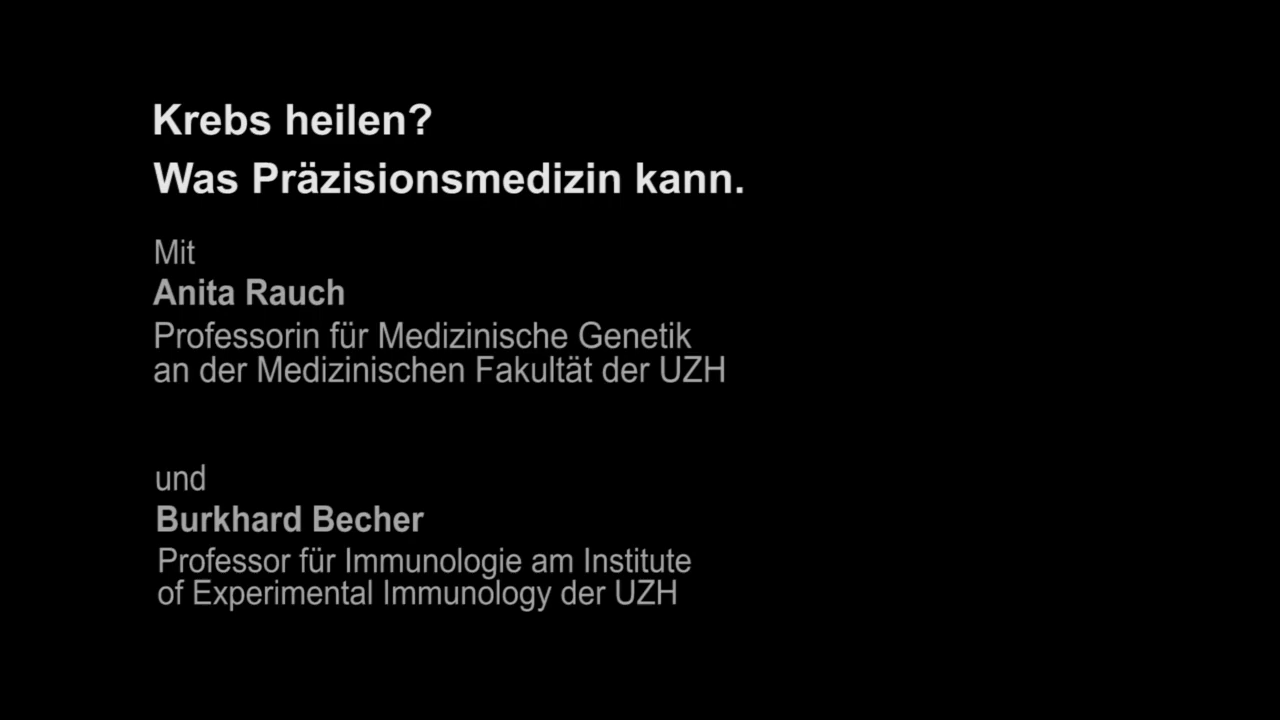 Krebs heilen?
Was Präzisionsmedizin kann.
Mit
Anita Rauch
Professorin für Medizinische Genetik
an der Medizinischen Fakultät der UZH
und
Burkhard Becher
Professor für Immunologie am Institute
of Experimental Immunology der UZH